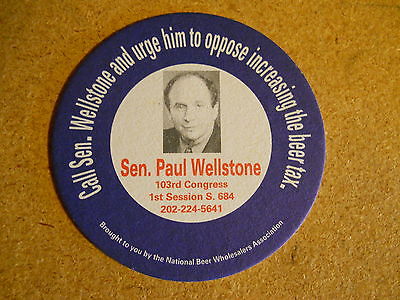 Call Sen. Wellstone and urge him to oppose increasing the beer tax.
Sen. Paul Wellstone
103rd Congress
1st Session S. 684
202-224-5641
Brought to you by the National Beer Wholesalers Association